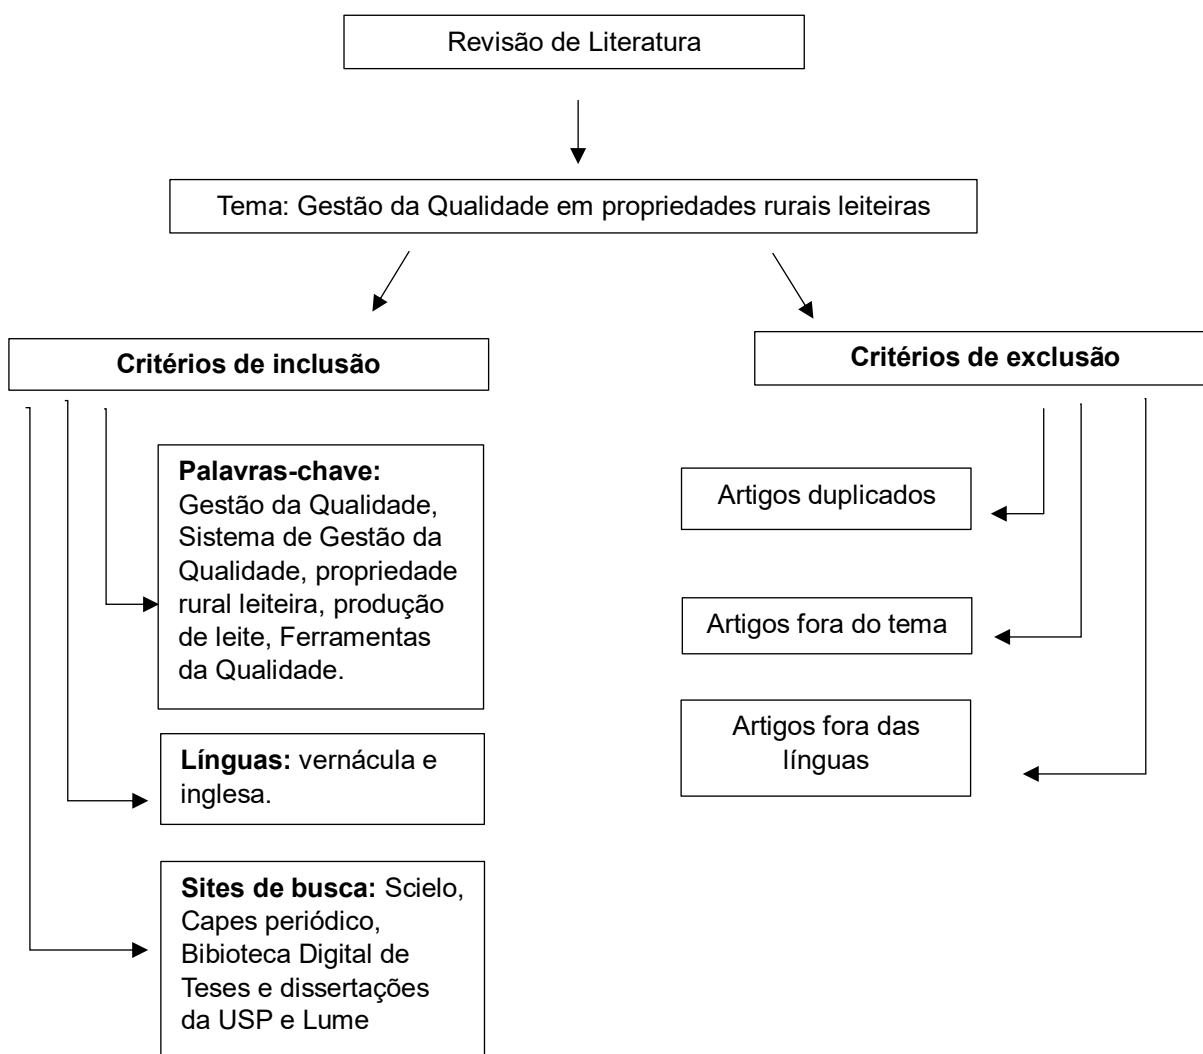 Revisão de Literatura
Tema: Gestão da Qualidade em propriedades rurais leiteiras
Critérios de inclusão
Palavras-chave:
Gestão da Qualidade,
Sistema de Gestão da
Qualidade, propriedade
rural leiteira, produção
de leite, Ferramentas
da Qualidade.
Línguas: vernácula e
inglesa.
Sites de busca: Scielo,
Capes periódico,
Bibioteca Digital de
Teses e dissertações
da USP e Lume
Critérios de exclusão
Artigos duplicados
Artigos fora do tema
Artigos fora das
línguas